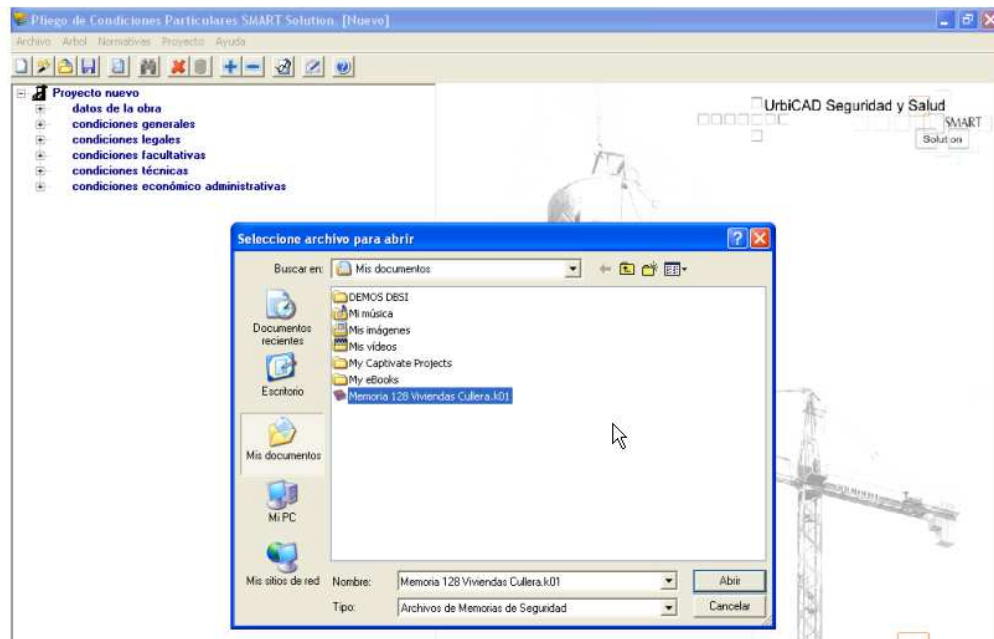 Pliego de Condiciones Particulares SMART Solution. [Nuevo]
Archivo Arbol Normativas Proyecto Ayuda
Proyecto nuevo
datos de la obra
condiciones generales
condiciones legales
condiciones facultativas
condiciones técnicas
condiciones económico administrativas
UrbiCAD Seguridad y Salud
SMART
Solution
Seleccione archivo para abrir
Buscar en: Mis documentos
Documentos recientes
Escritorio
Mis documentos
Mi PC
Mis sitios de red
DEMOS DBSI
Mi música
Mis imágenes
Mis vídeos
My Captivate Projects
My eBooks
Memoria 128 Viviendas Cullera.k01
Nombre: Memoria 128 Viviendas Cullera.k01 Abrir
Tipo: Archivos de Memorias de Seguridad Cancelar